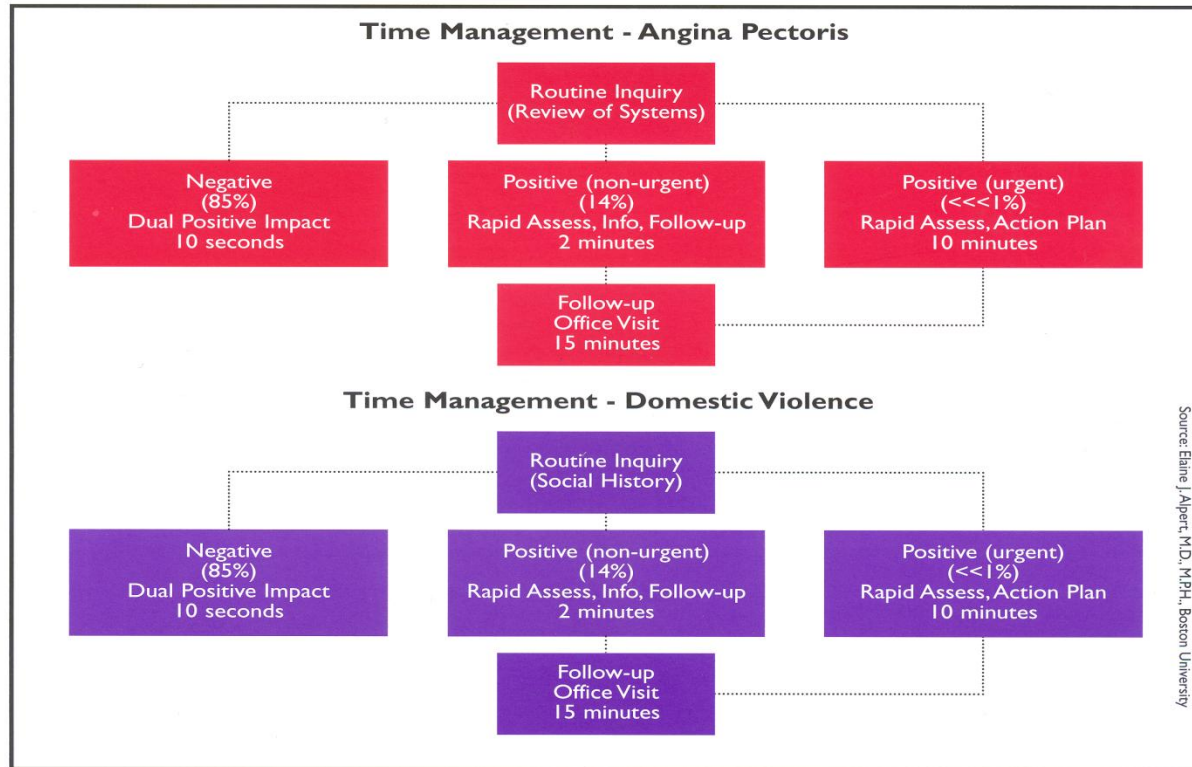 Time Management - Angina Pectoris
Routine Inquiry
(Review of Systems)
Negative
(85%)
Dual Positive Impact
10 seconds
Positive (non-urgent)
(14%)
Rapid Assess, Info, Follow-up
2 minutes
Positive (urgent)
(<<<1%)
Rapid Assess, Action Plan
10 minutes
Follow-up
Office Visit
15 minutes
Time Management - Domestic Violence
Routine Inquiry
(Social History)
Negative
(85%)
Dual Positive Impact
10 seconds
Positive (non-urgent)
(14%)
Rapid Assess, Info, Follow-up
2 minutes
Positive (urgent)
(<<1%)
Rapid Assess, Action Plan
10 minutes
Follow-up
Office Visit
15 minutes
Source: Elaine J. Alpert, M.D., M.P.H., Boston University